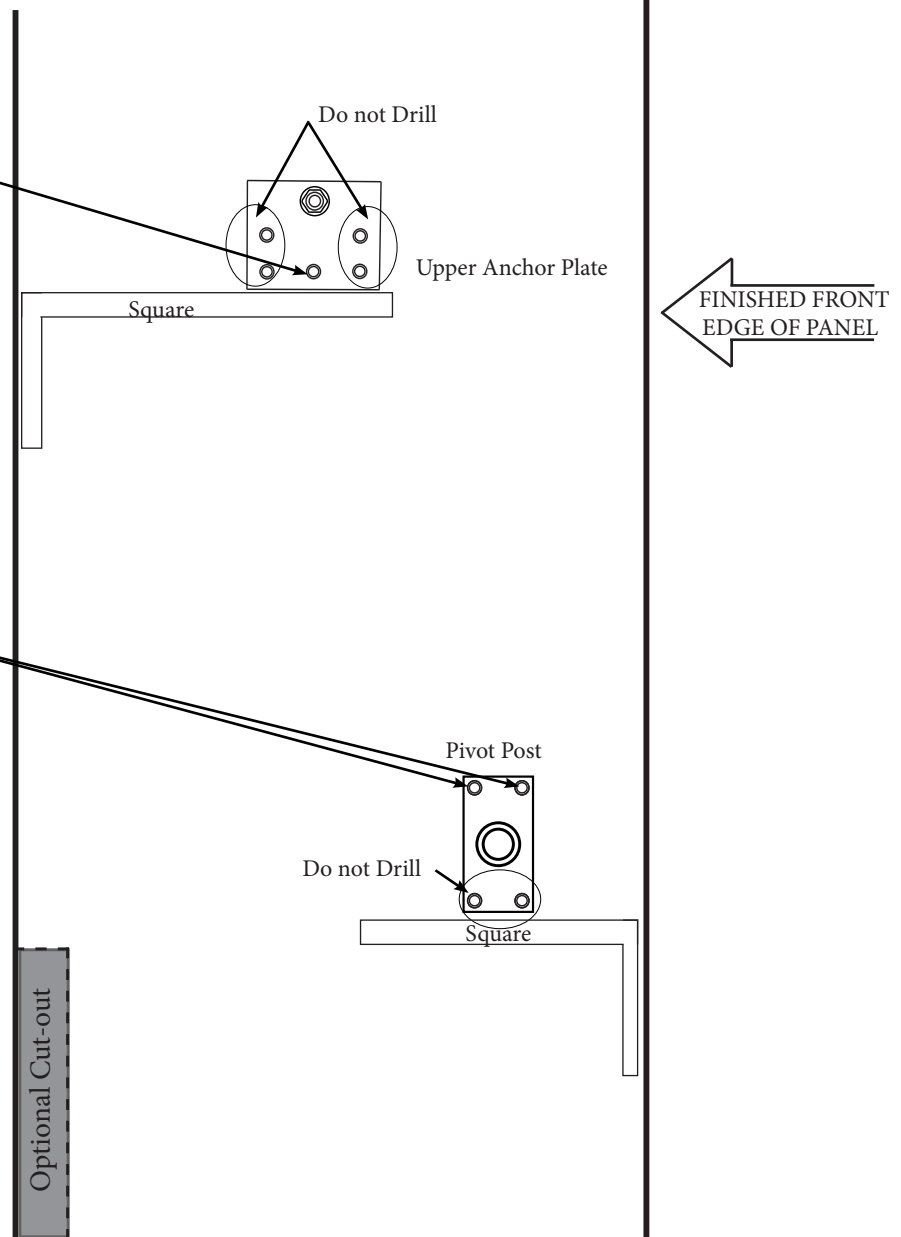 Do not Drill
Upper Anchor Plate
FINISHED FRONT
EDGE OF PANEL
Square
Pivot Post
Do not Drill
Square
Optional Cut-out